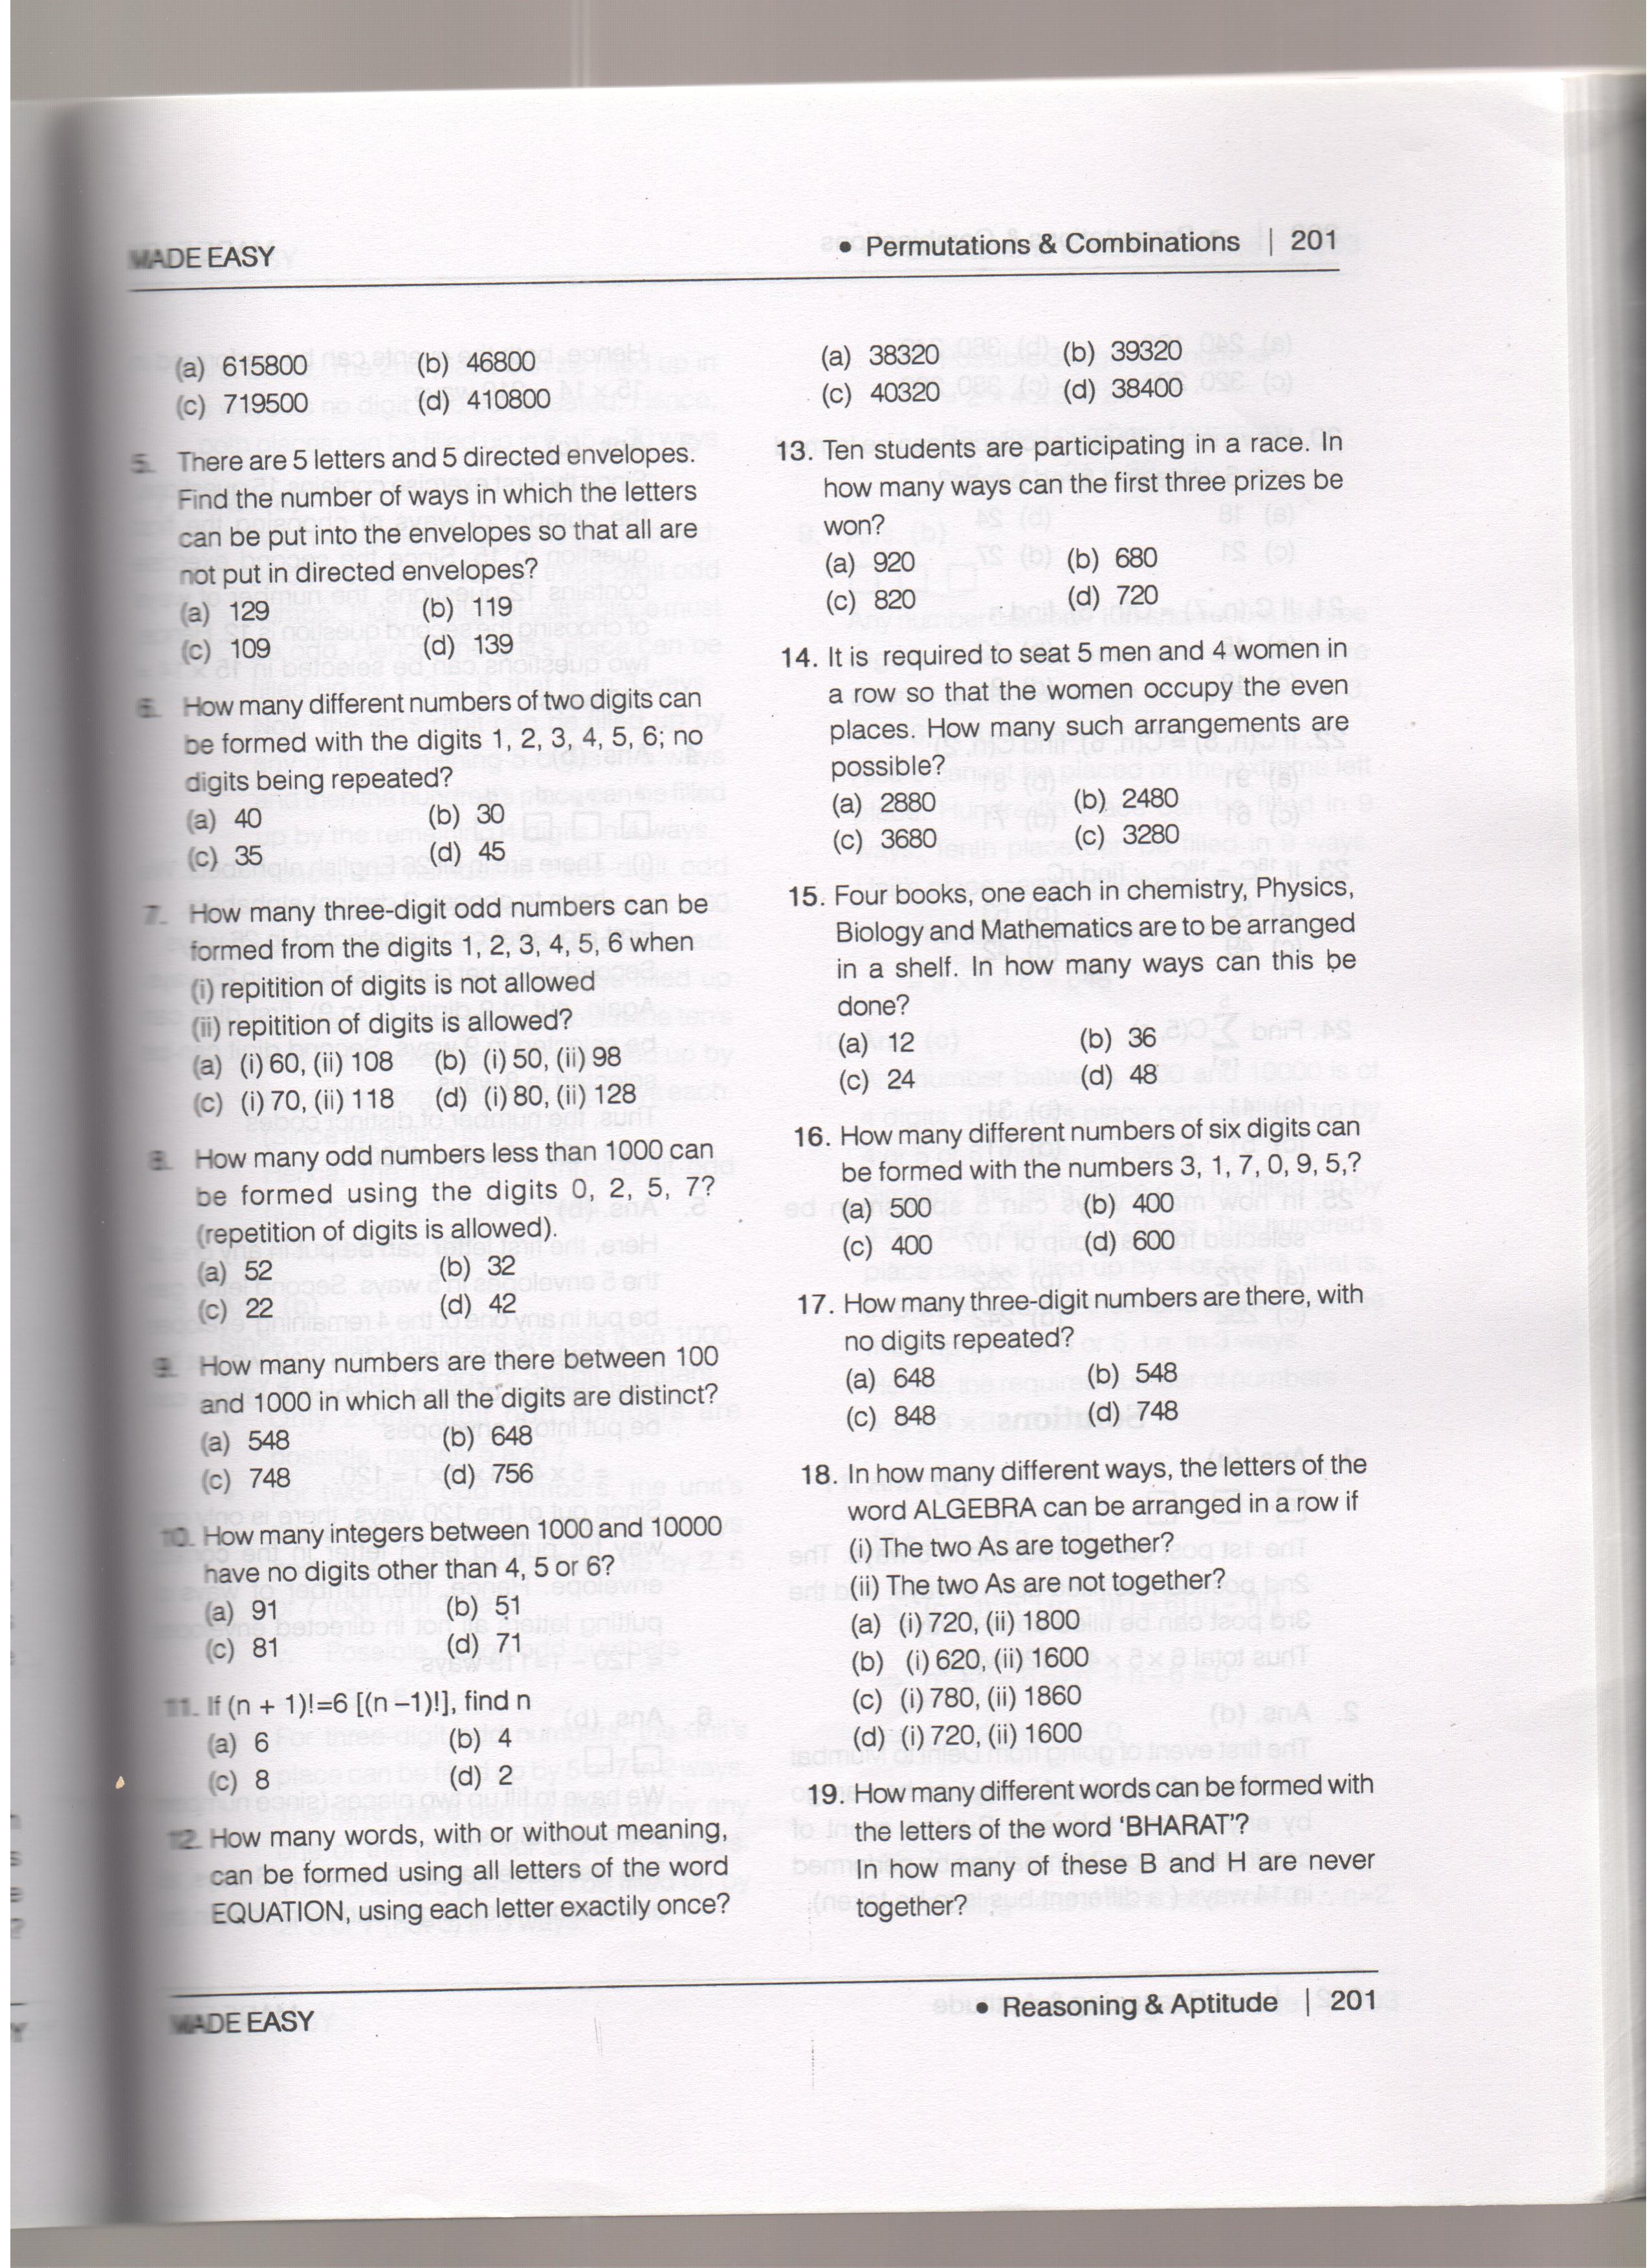 MADE EASY
• Permutations & Combinations | 201
(a) 615800 (b) 46800
(c) 719500 (d) 410800
5. There are 5 letters and 5 directed envelopes.
Find the number of ways in which the letters
can be put into the envelopes so that all are
not put in directed envelopes?
(a) 129 (b) 119
(c) 109 (d) 139
6. How many different numbers of two digits can
be formed with the digits 1, 2, 3, 4, 5, 6; no
digits being repeated?
(a) 40 (b) 30
(c) 35 (d) 45
7. How many three-digit odd numbers can be
formed from the digits 1, 2, 3, 4, 5, 6 when
(i) repitition of digits is not allowed
(ii) repitition of digits is allowed?
(a) (i) 60, (ii) 108 (b) (i) 50, (ii) 98
(c) (i) 70, (ii) 118 (d) (i) 80, (ii) 128
8. How many odd numbers less than 1000 can
be formed using the digits 0, 2, 5, 7?
(repetition of digits is allowed).
(a) 52 (b) 32
(c) 22 (d) 42
9. How many numbers are there between 100
and 1000 in which all the digits are distinct?
(a) 548 (b) 648
(c) 748 (d) 756
10. How many integers between 1000 and 10000
have no digits other than 4, 5 or 6?
(a) 91 (b) 51
(c) 81 (d) 71
11. If (n + 1)!=6 [(n –1)!], find n
(a) 6 (b) 4
(c) 8 (d) 2
12. How many words, with or without meaning,
can be formed using all letters of the word
EQUATION, using each letter exactily once?
(a) 38320 (b) 39320
(c) 40320 (d) 38400
13. Ten students are participating in a race. In
how many ways can the first three prizes be
won?
(a) 920 (b) 680
(c) 820 (d) 720
14. It is required to seat 5 men and 4 women in
a row so that the women occupy the even
places. How many such arrangements are
possible?
(a) 2880 (b) 2480
(c) 3680 (c) 3280
15. Four books, one each in chemistry, Physics,
Biology and Mathematics are to be arranged
in a shelf. In how many ways can this be
done?
(a) 12 (b) 36
(c) 24 (d) 48
16. How many different numbers of six digits can
be formed with the numbers 3, 1, 7, 0, 9, 5,?
(a) 500 (b) 400
(c) 400 (d) 600
17. How many three-digit numbers are there, with
no digits repeated?
(a) 648 (b) 548
(c) 848 (d) 748
18. In how many different ways, the letters of the
word ALGEBRA can be arranged in a row if
(i) The two As are together?
(ii) The two As are not together?
(a) (i) 720, (ii) 1800
(b) (i) 620, (ii) 1600
(c) (i) 780, (ii) 1860
(d) (i) 720, (ii) 1600
19. How many different words can be formed with
the letters of the word ‘BHARAT’?
In how many of these B and H are never
together?
MADE EASY
• Reasoning & Aptitude | 201